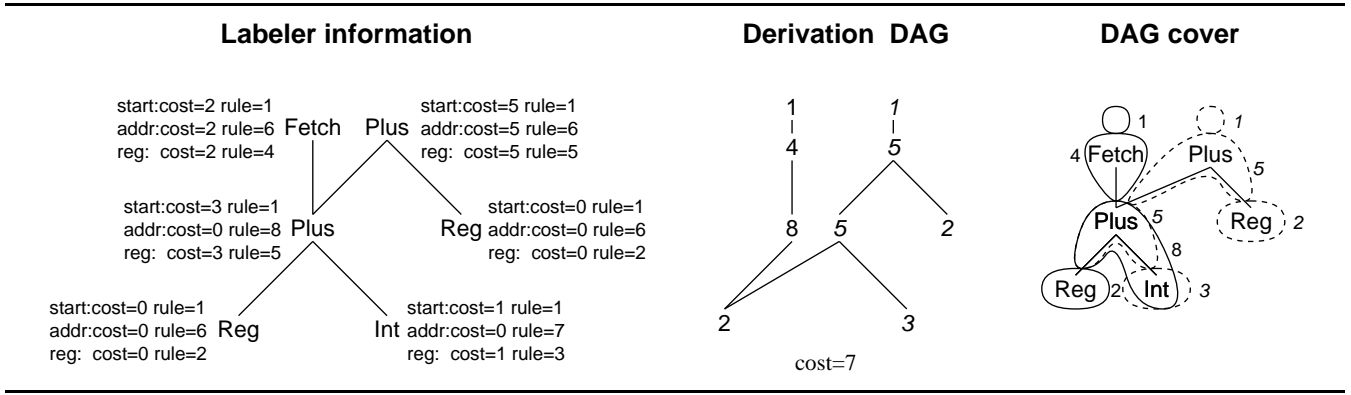 Labeler information
start:cost=2 rule=1
addr:cost=2 rule=6 Fetch
reg: cost=2 rule=4
start:cost=5 rule=1
Plus addr:cost=5 rule=6
reg: cost=5 rule=5
start:cost=3 rule=1
addr:cost=0 rule=8 Plus
reg: cost=3 rule=5
start:cost=0 rule=1
Reg addr:cost=0 rule=6
reg: cost=0 rule=2
start:cost=0 rule=1
addr:cost=0 rule=6 Reg
reg: cost=0 rule=2
start:cost=1 rule=1
Int addr:cost=0 rule=7
reg: cost=1 rule=3
Derivation DAG
1 1
4 5
8 5 2
2 3
cost=7
DAG cover
1 1
4 Fetch Plus 5
Plus 5 Reg 2
8
Reg 2 Int 3